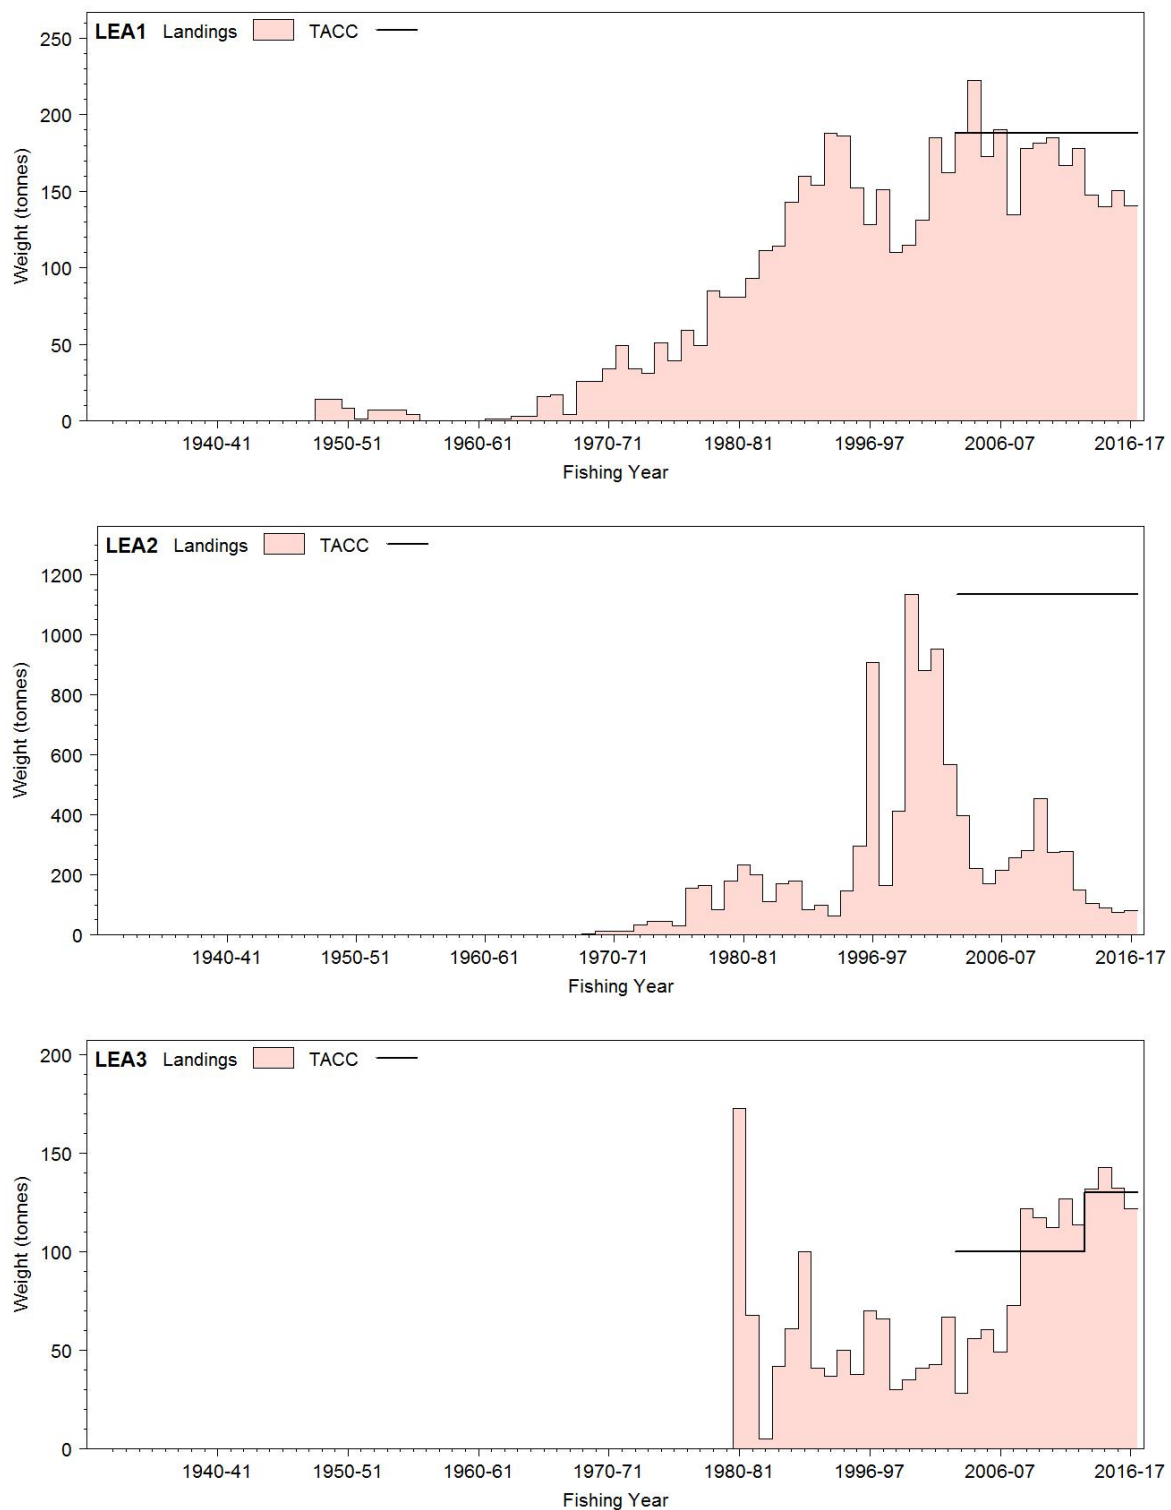 LEA1 Landings TACC
250
200
150
100
50
0
Weight (tonnes)
1940-41 1950-51 1960-61 1970-71 1980-81 1996-97 2006-07 2016-17
Fishing Year
LEA2 Landings TACC
1200
1000
800
600
400
200
0
Weight (tonnes)
1940-41 1950-51 1960-61 1970-71 1980-81 1996-97 2006-07 2016-17
Fishing Year
LEA3 Landings TACC
200
150
100
50
0
Weight (tonnes)
1940-41 1950-51 1960-61 1970-71 1980-81 1996-97 2006-07 2016-17
Fishing Year